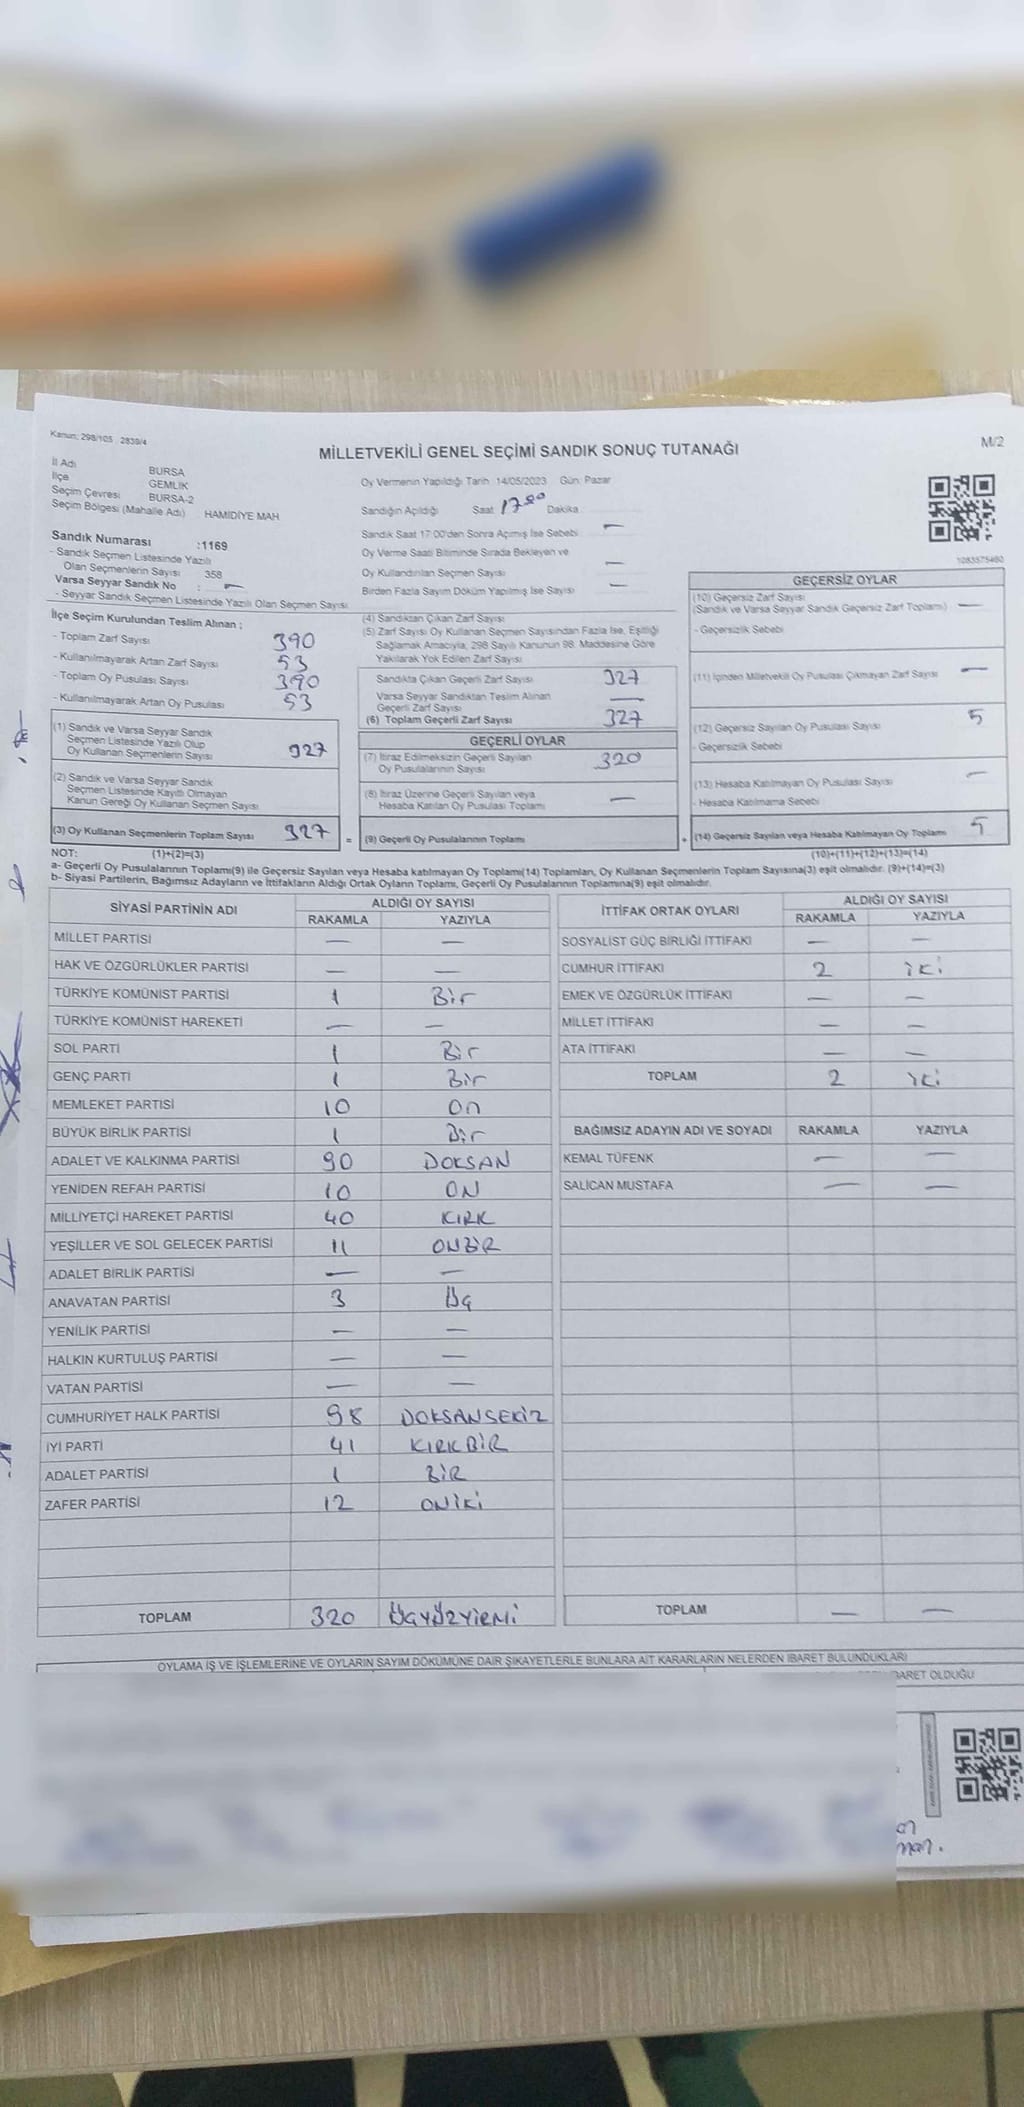 Kanun: 298/105 , 2839/4
MİLLETVEKİLİ GENEL SEÇİMİ SANDIK SONUÇ TUTANAĞI
M/2
İl Adı BURSA
İlçe GEMLİK
Seçim Çevresi BURSA-2
Seçim Bölgesi (Mahalle Adı) HAMİDİYE MAH
Sandık Numarası :1169
- Sandık Seçmen Listesinde Yazılı
Olan Seçmenlerin Sayısı 358
Varsa Seyyar Sandık No : —
- Seyyar Sandık Seçmen Listesinde Yazılı Olan Seçmen Sayısı
Oy Vermenin Yapıldığı Tarih 14/05/2023 Gün: Pazar
Sandığın Açıldığı Saat 17 00 Dakika
Sandık Saat 17:00'den Sonra Açımış İse Sebebi —
Oy Verme Saati Bitiminde Sırada Bekleyen ve
Oy Kullandırılan Seçmen Sayısı —
Birden Fazla Sayım Döküm Yapılmış İse Sayısı —
1083575480
İlçe Seçim Kurulundan Teslim Alınan ;
- Toplam Zarf Sayısı 390
- Kullanılmayarak Artan Zarf Sayısı 53
- Toplam Oy Pusulası Sayısı 390
- Kullanılmayarak Artan Oy Pusulası 53
(1) Sandık ve Varsa Seyyar Sandık
Seçmen Listesinde Yazılı Olup
Oy Kullanan Seçmenlerin Sayısı 327
(2) Sandık ve Varsa Seyyar Sandık
Seçmen Listesinde Kayıtlı Olmayan
Kanun Gereği Oy Kullanan Seçmen Sayısı
(3) Oy Kullanan Seçmenlerin Toplam Sayısı 327 =
(4) Sandıktan Çıkan Zarf Sayısı
(5) Zarf Sayısı Oy Kullanan Seçmen Sayısından Fazla İse, Eşitliği
Sağlamak Amacıyla, 298 Sayılı Kanunun 98. Maddesine Göre
Yakılarak Yok Edilen Zarf Sayısı
Sandıkta Çıkan Geçerli Zarf Sayısı 327
Varsa Seyyar Sandıktan Teslim Alınan
Geçerli Zarf Sayısı —
(6) Toplam Geçerli Zarf Sayısı 327
GEÇERLİ OYLAR
(7) İtiraz Edilmeksizin Geçerli Sayılan
Oy Pusulalarının Sayısı 320
(8) İtiraz Üzerine Geçerli Sayılan veya
Hesaba Katılan Oy Pusulası Toplamı —
(9) Geçerli Oy Pusulalarının Toplamı +
GEÇERSİZ OYLAR
(10) Geçersiz Zarf Sayısı
(Sandık ve Varsa Seyyar Sandık Geçersiz Zarf Toplamı) —
- Geçersizlik Sebebi
(11) İçinden Milletvekili Oy Pusulası Çıkmayan Zarf Sayısı —
(12) Geçersiz Sayılan Oy Pusulası Sayısı 5
- Geçersizlik Sebebi
(13) Hesaba Katılmayan Oy Pusulası Sayısı —
- Hesaba Katılmama Sebebi
(14) Geçersiz Sayılan veya Hesaba Katılmayan Oy Toplamı 5
NOT: (1)+(2)=(3) (10)+(11)+(12)+(13)=(14)
a- Geçerli Oy Pusulalarının Toplamı(9) ile Geçersiz Sayılan veya Hesaba katılmayan Oy Toplamı(14) Toplamları, Oy Kullanan Seçmenlerin Toplam Sayısına(3) eşit olmalıdır. (9)+(14)=(3)
b- Siyasi Partilerin, Bağımsız Adayların ve İttifakların Aldığı Ortak Oyların Toplamı, Geçerli Oy Pusulalarının Toplamına(9) eşit olmalıdır.
SİYASİ PARTİNİN ADI ALDIĞI OY SAYISI
RAKAMLA YAZIYLA
MİLLET PARTİSİ — —
HAK VE ÖZGÜRLÜKLER PARTİSİ — —
TÜRKİYE KOMÜNİST PARTİSİ 1 Bir
TÜRKİYE KOMÜNİST HAREKETİ — —
SOL PARTİ 1 Bir
GENÇ PARTİ 1 Bir
MEMLEKET PARTİSİ 10 On
BÜYÜK BİRLİK PARTİSİ 1 Bir
ADALET VE KALKINMA PARTİSİ 90 DOKSAN
YENİDEN REFAH PARTİSİ 10 ON
MİLLİYETÇİ HAREKET PARTİSİ 40 KIRK
YEŞİLLER VE SOL GELECEK PARTİSİ 11 ONBİR
ADALET BİRLİK PARTİSİ — —
ANAVATAN PARTİSİ 3 Üç
YENİLİK PARTİSİ — —
HALKIN KURTULUŞ PARTİSİ — —
VATAN PARTİSİ — —
CUMHURİYET HALK PARTİSİ 98 DOKSANSEKİZ
İYİ PARTİ 41 KIRKBİR
ADALET PARTİSİ 1 BİR
ZAFER PARTİSİ 12 ONİKİ
TOPLAM 320 ÜÇYÜZYİRMİ
İTTİFAK ORTAK OYLARI ALDIĞI OY SAYISI
RAKAMLA YAZIYLA
SOSYALİST GÜÇ BİRLİĞİ İTTİFAKI — —
CUMHUR İTTİFAKI 2 iki
EMEK VE ÖZGÜRLÜK İTTİFAKI — —
MİLLET İTTİFAKI — —
ATA İTTİFAKI — —
TOPLAM 2 iki
BAĞIMSIZ ADAYIN ADI VE SOYADI RAKAMLA YAZIYLA
KEMAL TÜFENK — —
SALİCAN MUSTAFA — —
TOPLAM — —
OYLAMA İŞ VE İŞLEMLERİNE VE OYLARIN SAYIM DÖKÜMÜNE DAİR ŞİKAYETLERLE BUNLARA AİT KARARLARIN NELERDEN İBARET BULUNDUKLARI
BARET OLDUĞU